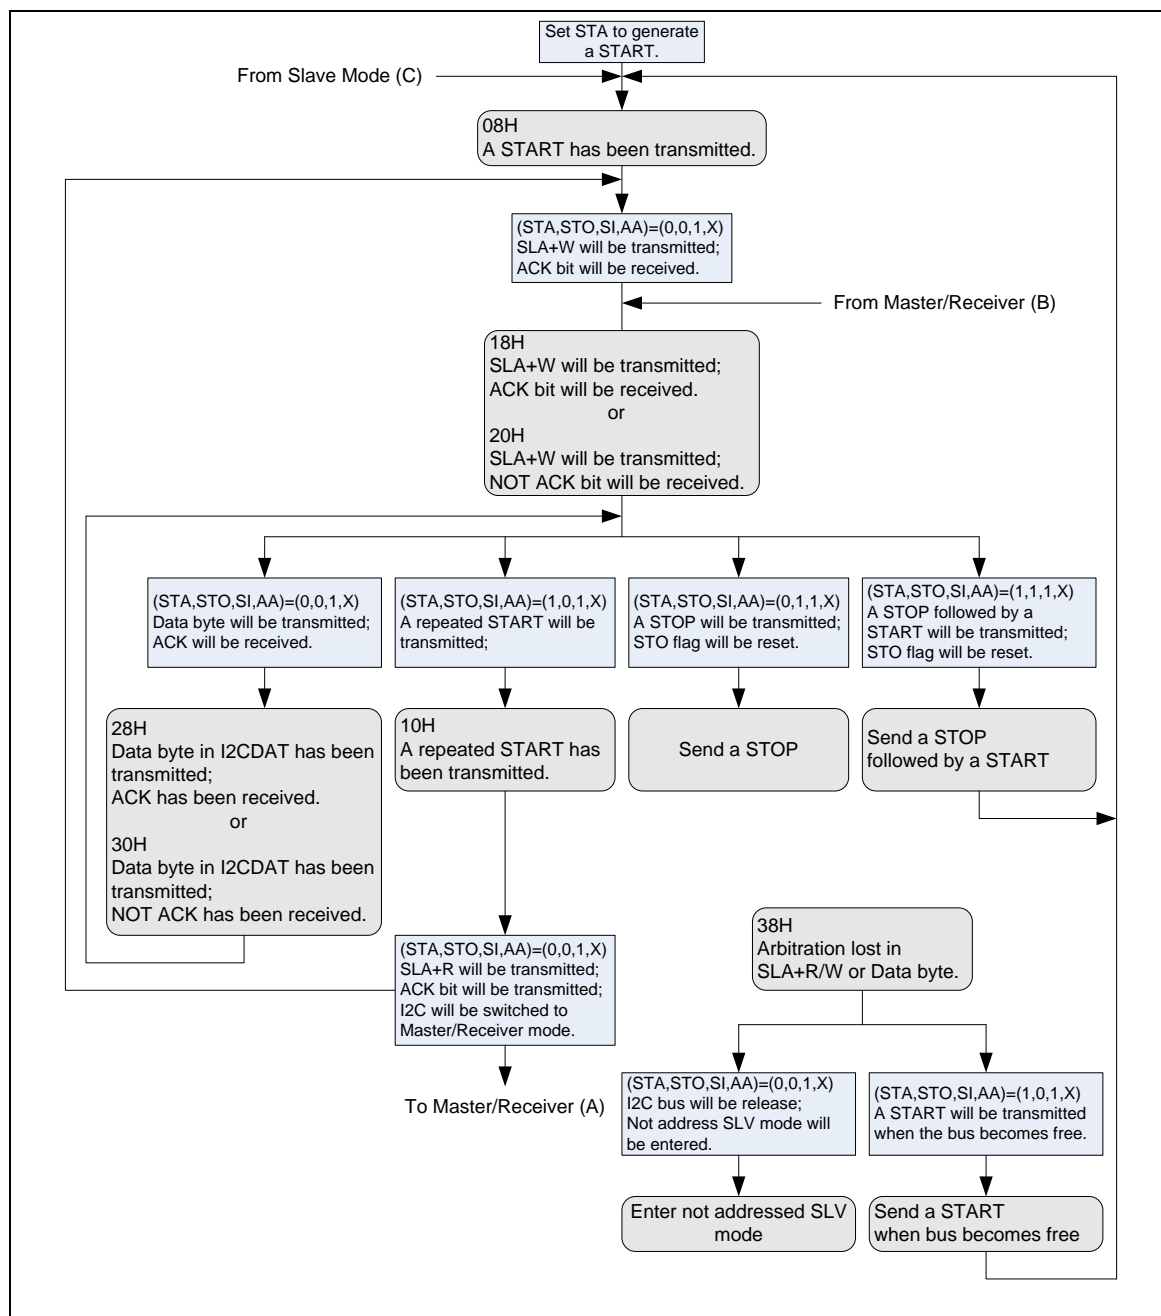 Set STA to generate
a START.
From Slave Mode (C)
08H
A START has been transmitted.
(STA,STO,SI,AA)=(0,0,1,X)
SLA+W will be transmitted;
ACK bit will be received.
From Master/Receiver (B)
18H
SLA+W will be transmitted;
ACK bit will be received.
or
20H
SLA+W will be transmitted;
NOT ACK bit will be received.
(STA,STO,SI,AA)=(0,0,1,X)
Data byte will be transmitted;
ACK will be received.
(STA,STO,SI,AA)=(1,0,1,X)
A repeated START will be
transmitted;
(STA,STO,SI,AA)=(0,1,1,X)
A STOP will be transmitted;
STO flag will be reset.
(STA,STO,SI,AA)=(1,1,1,X)
A STOP followed by a
START will be transmitted;
STO flag will be reset.
28H
Data byte in I2CDAT has been
transmitted;
ACK has been received.
or
30H
Data byte in I2CDAT has been
transmitted;
NOT ACK has been received.
10H
A repeated START has
been transmitted.
Send a STOP
Send a STOP
followed by a START
(STA,STO,SI,AA)=(0,0,1,X)
SLA+R will be transmitted;
ACK bit will be transmitted;
I2C will be switched to
Master/Receiver mode.
To Master/Receiver (A)
38H
Arbitration lost in
SLA+R/W or Data byte.
(STA,STO,SI,AA)=(0,0,1,X)
I2C bus will be release;
Not address SLV mode will
be entered.
(STA,STO,SI,AA)=(1,0,1,X)
A START will be transmitted
when the bus becomes free.
Enter not addressed SLV
mode
Send a START
when bus becomes free